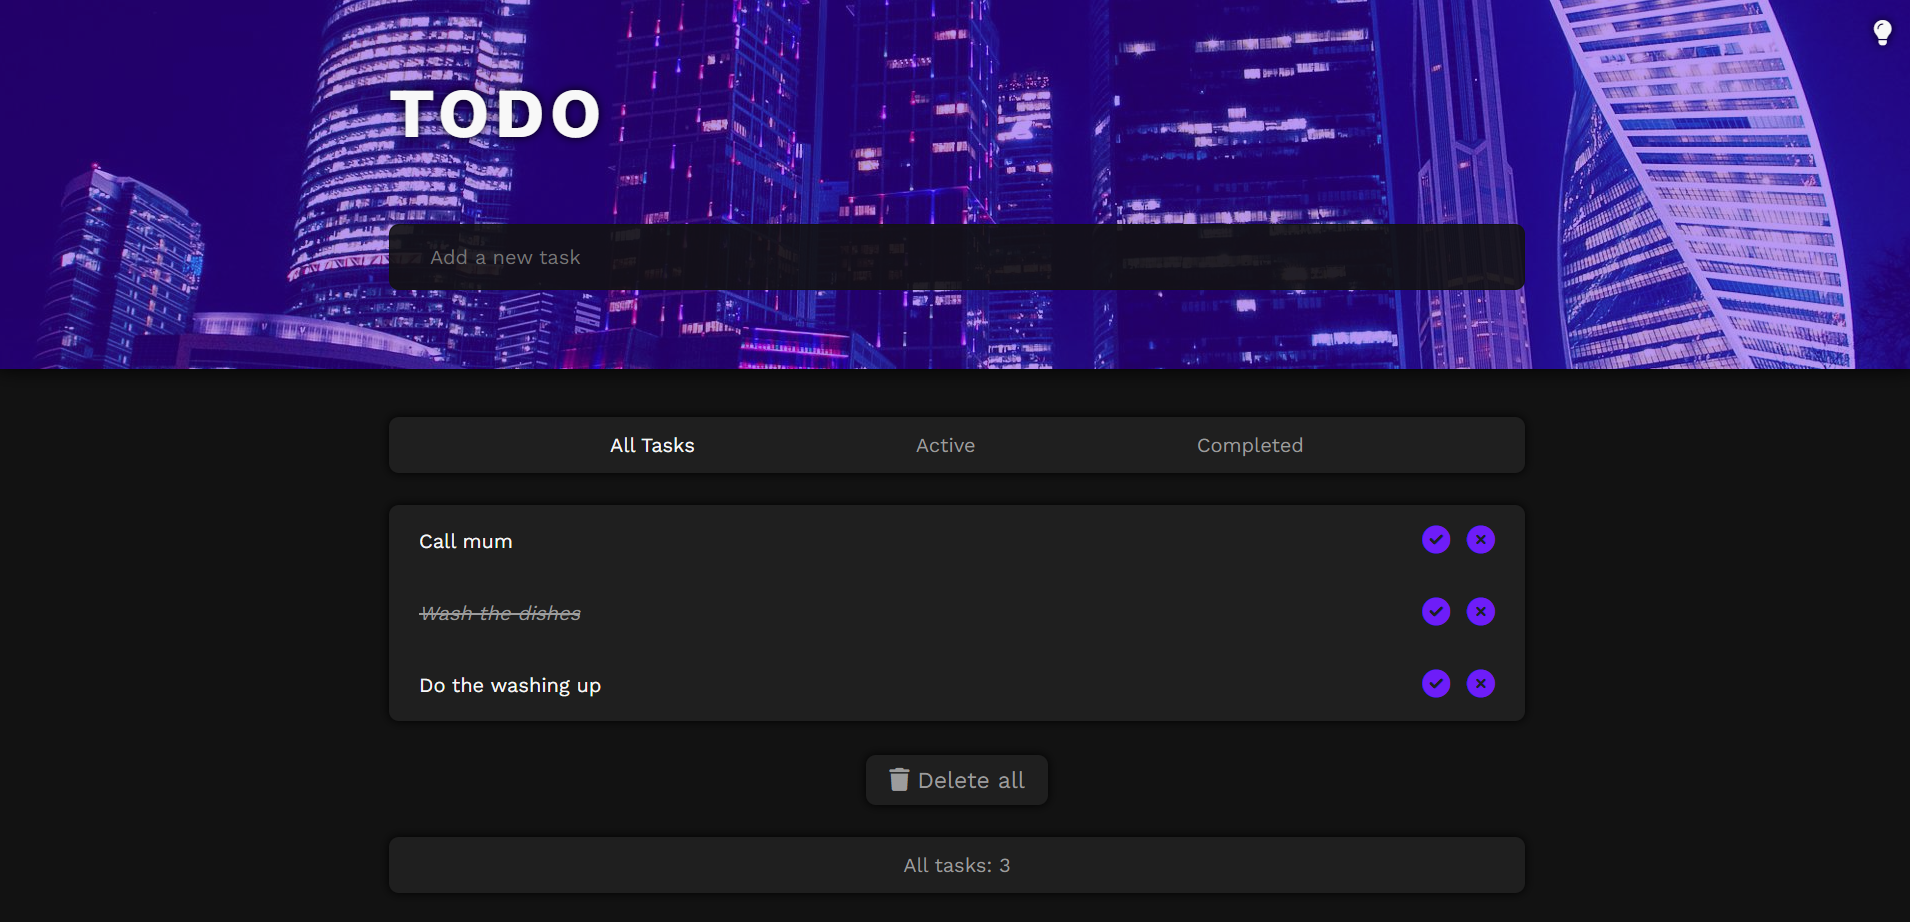 TODO
Add a new task
All Tasks Active Completed
Call mum
Wash the dishes
Do the washing up
Delete all
All tasks: 3